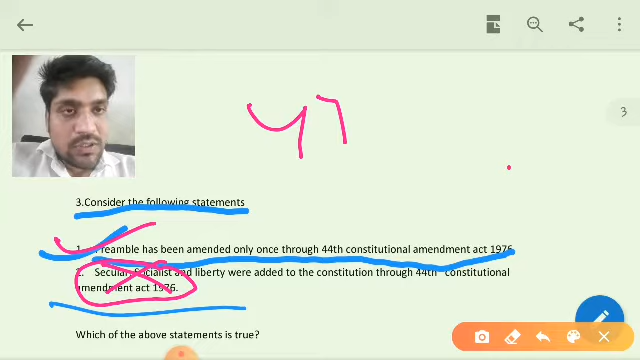 3
3.Consider the following statements
1. Preamble has been amended only once through 44th constitutional amendment act 1976
2. Secular, Socialist and liberty were added to the constitution through 44th constitutional
amendment act 1976.
Which of the above statements is true?